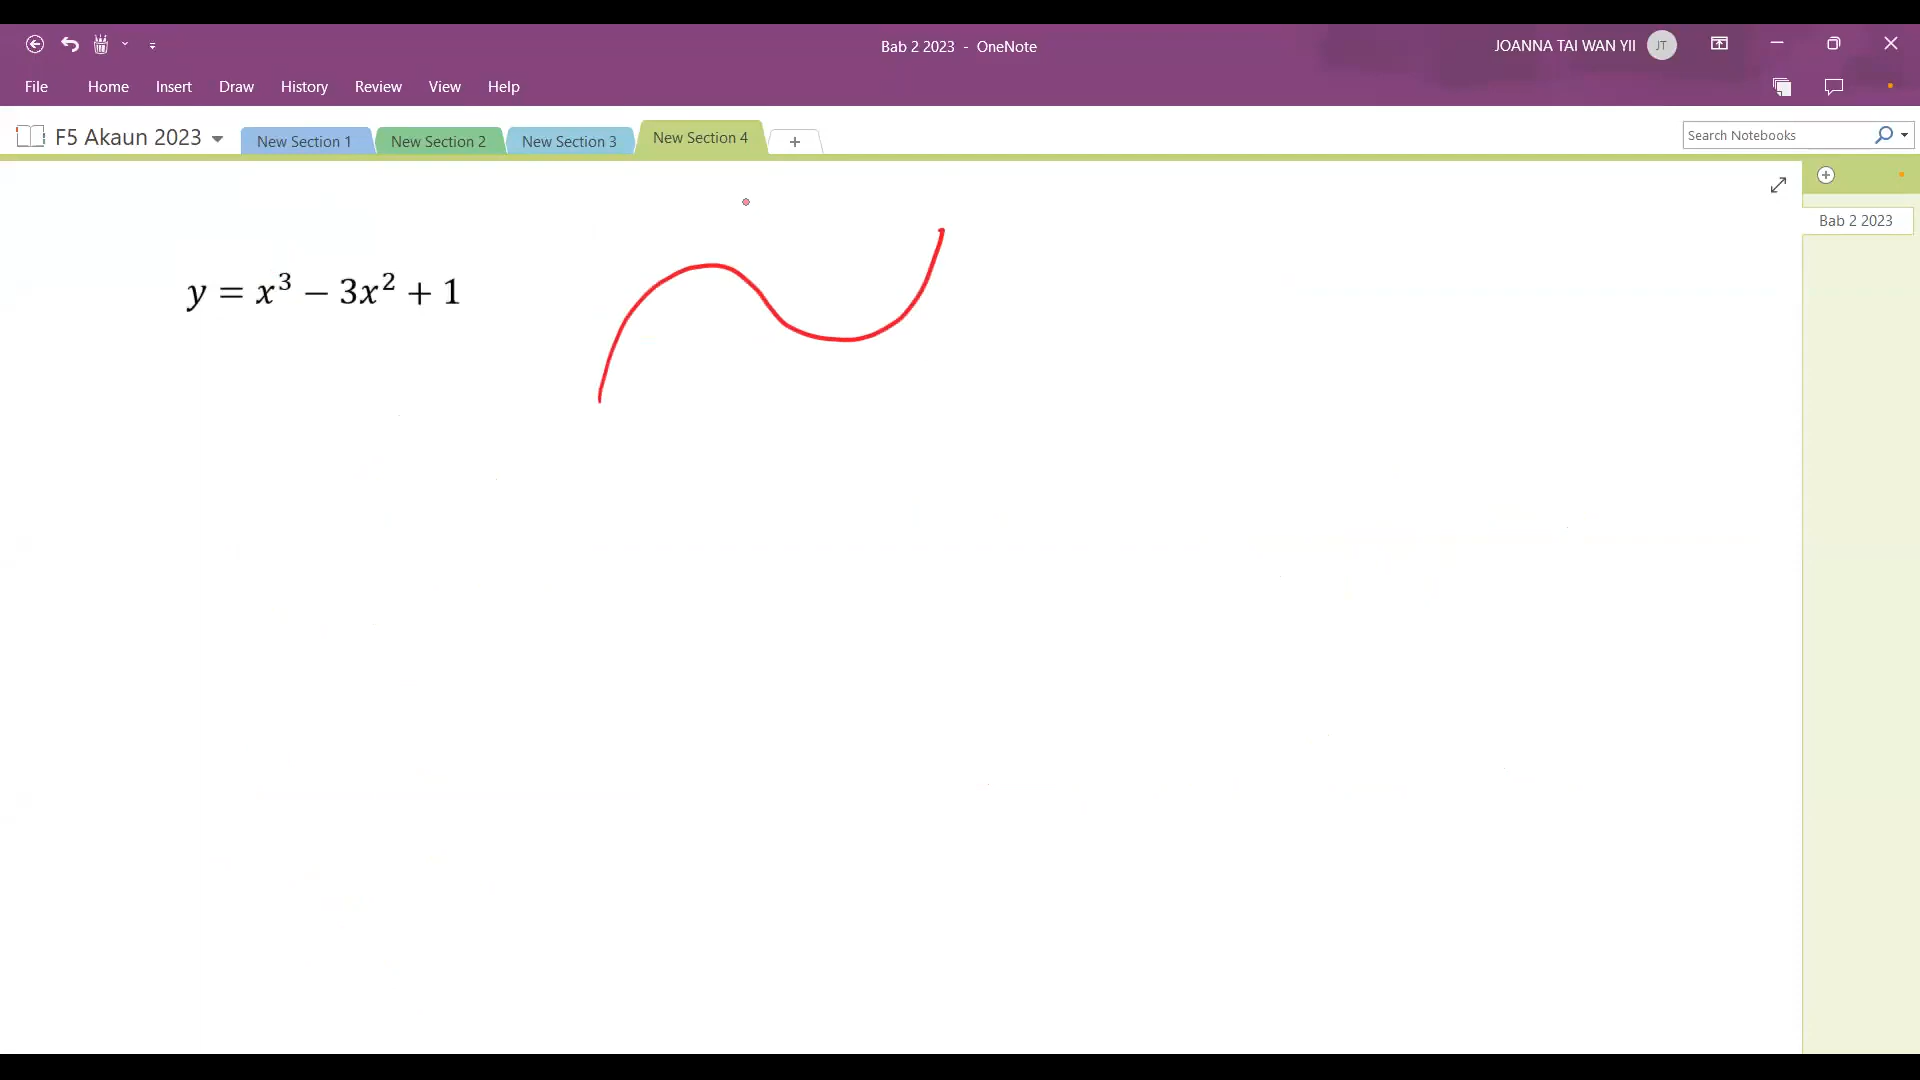 Bab 2 2023 - OneNote
JOANNA TAI WAN YII
JT
File Home Insert Draw History Review View Help
F5 Akaun 2023
New Section 1
New Section 2
New Section 3
New Section 4
+
Search Notebooks
Bab 2 2023
y = x³ − 3x² + 1